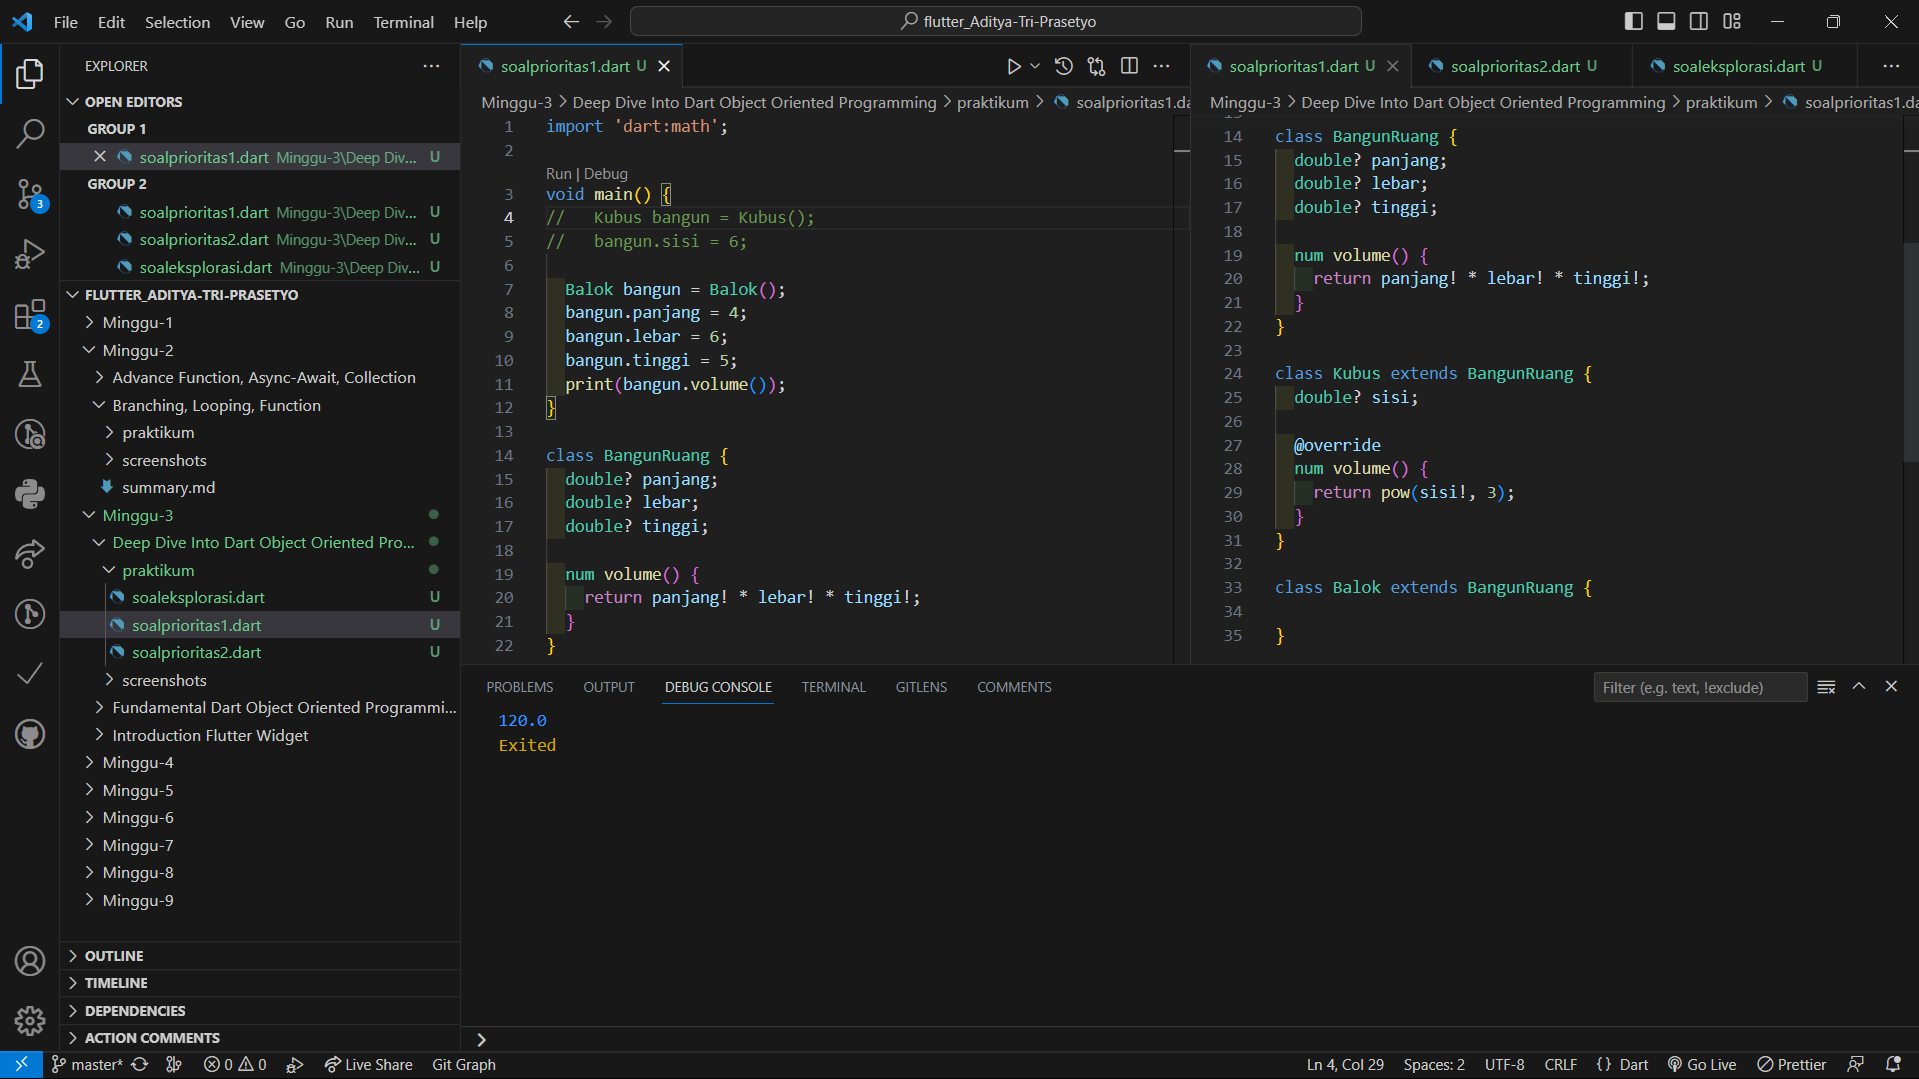 File Edit Selection View Go Run Terminal Help
flutter_Aditya-Tri-Prasetyo
EXPLORER
OPEN EDITORS
GROUP 1
soalprioritas1.dart Minggu-3\Deep Div... U
GROUP 2
soalprioritas1.dart Minggu-3\Deep Div... U
soalprioritas2.dart Minggu-3\Deep Div... U
soaleksplorasi.dart Minggu-3\Deep Div... U
FLUTTER_ADITYA-TRI-PRASETYO
Minggu-1
Minggu-2
Advance Function, Async-Await, Collection
Branching, Looping, Function
praktikum
screenshots
summary.md
Minggu-3
Deep Dive Into Dart Object Oriented Pro...
praktikum
soaleksplorasi.dart U
soalprioritas1.dart U
soalprioritas2.dart U
screenshots
Fundamental Dart Object Oriented Programmi...
Introduction Flutter Widget
Minggu-4
Minggu-5
Minggu-6
Minggu-7
Minggu-8
Minggu-9
OUTLINE
TIMELINE
DEPENDENCIES
ACTION COMMENTS
3
2
soalprioritas1.dart U
Minggu-3 > Deep Dive Into Dart Object Oriented Programming > praktikum > soalprioritas1.da
1 import 'dart:math';
2
Run | Debug
3 void main() {
4 //   Kubus bangun = Kubus();
5 //   bangun.sisi = 6;
6
7   Balok bangun = Balok();
8   bangun.panjang = 4;
9   bangun.lebar = 6;
10   bangun.tinggi = 5;
11   print(bangun.volume());
12 }
13
14 class BangunRuang {
15   double? panjang;
16   double? lebar;
17   double? tinggi;
18
19   num volume() {
20     return panjang! * lebar! * tinggi!;
21   }
22 }
soalprioritas1.dart U soalprioritas2.dart U soaleksplorasi.dart U
Minggu-3 > Deep Dive Into Dart Object Oriented Programming > praktikum > soalprioritas1.da
14 class BangunRuang {
15   double? panjang;
16   double? lebar;
17   double? tinggi;
18
19   num volume() {
20     return panjang! * lebar! * tinggi!;
21   }
22 }
23
24 class Kubus extends BangunRuang {
25   double? sisi;
26
27   @override
28   num volume() {
29     return pow(sisi!, 3);
30   }
31 }
32
33 class Balok extends BangunRuang {
34
35 }
PROBLEMS OUTPUT DEBUG CONSOLE TERMINAL GITLENS COMMENTS
Filter (e.g. text, !exclude)
120.0
Exited
master* 0 0 Live Share Git Graph
Ln 4, Col 29 Spaces: 2 UTF-8 CRLF {} Dart Go Live Prettier